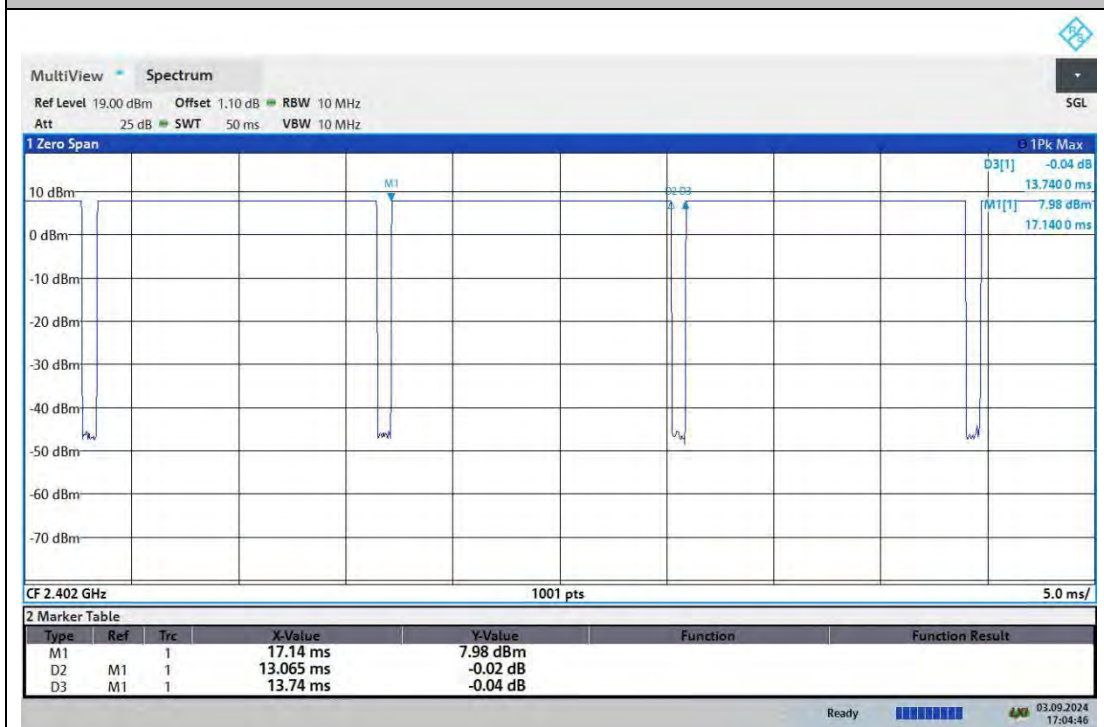 R&S
MultiView Spectrum
Ref Level 19.00 dBm Offset 1.10 dB RBW 10 MHz SGL
Att 25 dB SWT 50 ms VBW 10 MHz
1 Zero Span 1Pk Max
D3[1] -0.04 dB
13.740 0 ms
M1[1] 7.98 dBm
17.140 0 ms
M1
D2 D3
10 dBm
0 dBm
-10 dBm
-20 dBm
-30 dBm
-40 dBm
-50 dBm
-60 dBm
-70 dBm
CF 2.402 GHz 1001 pts 5.0 ms/
2 Marker Table
Type Ref Trc X-Value Y-Value Function Function Result
M1 1 17.14 ms 7.98 dBm
D2 M1 1 13.065 ms -0.02 dB
D3 M1 1 13.74 ms -0.04 dB
Ready LXI 03.09.2024
17:04:46